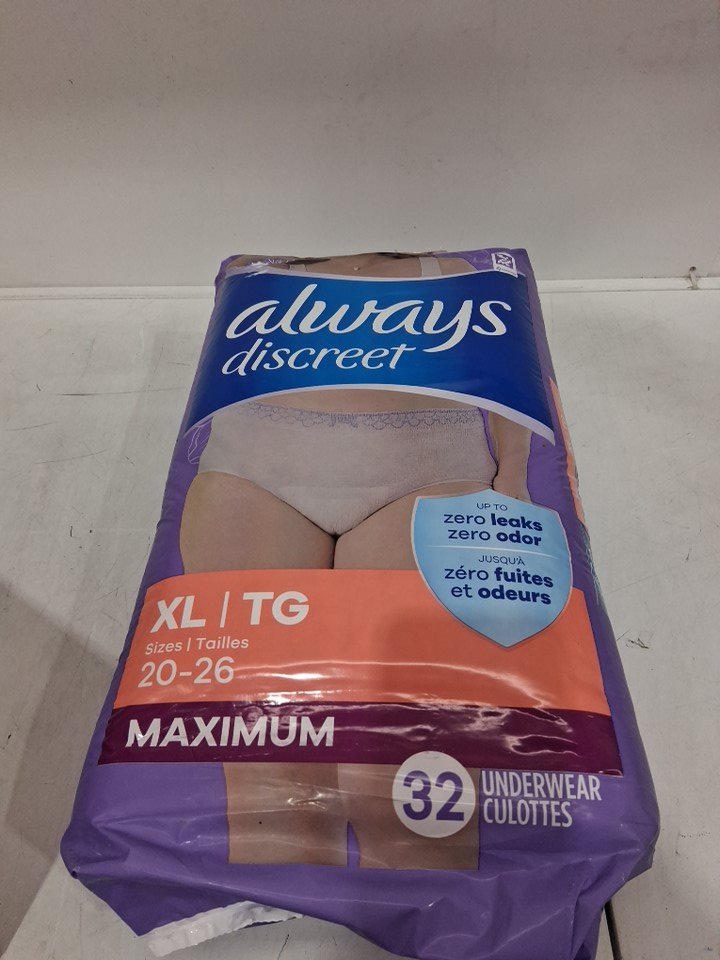 always
discreet
UP TO
zero leaks
zero odor
JUSQU'À
zéro fuites
et odeurs
XL | TG
Sizes | Tailles
20-26
MAXIMUM
32 UNDERWEAR
CULOTTES